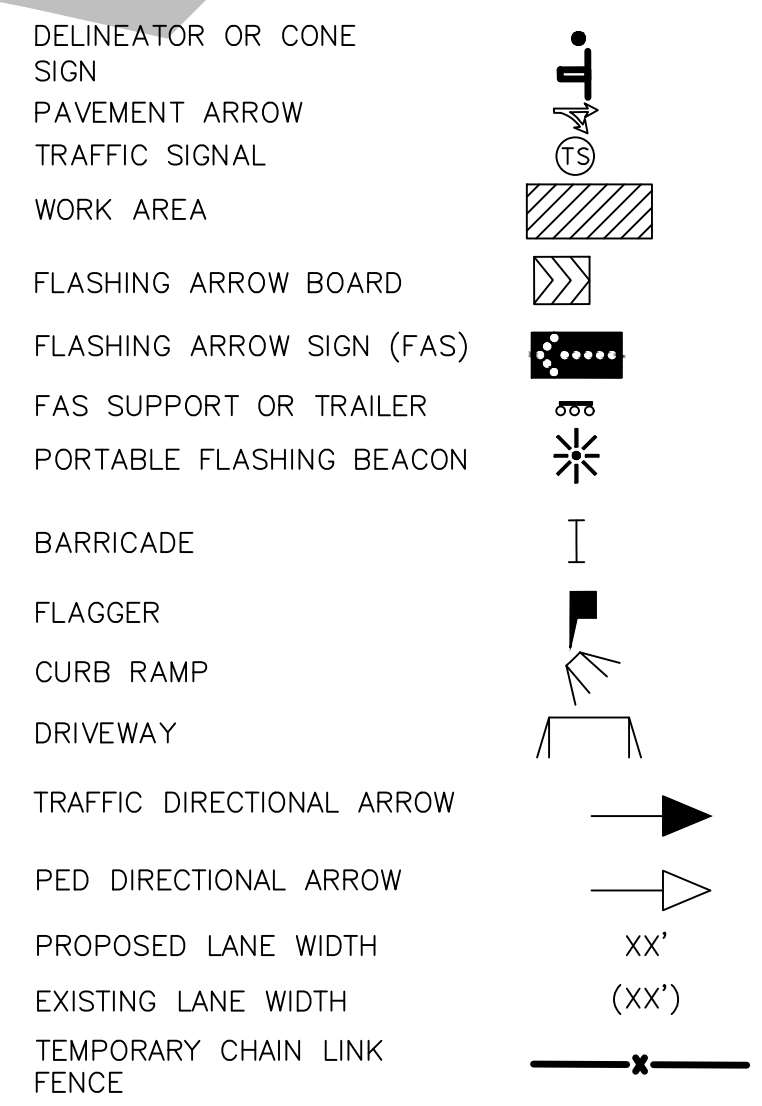 DELINEATOR OR CONE
SIGN
PAVEMENT ARROW
TRAFFIC SIGNAL TS
WORK AREA
FLASHING ARROW BOARD
FLASHING ARROW SIGN (FAS)
FAS SUPPORT OR TRAILER
PORTABLE FLASHING BEACON
BARRICADE
FLAGGER
CURB RAMP
DRIVEWAY
TRAFFIC DIRECTIONAL ARROW
PED DIRECTIONAL ARROW
PROPOSED LANE WIDTH XX'
EXISTING LANE WIDTH (XX')
TEMPORARY CHAIN LINK
FENCE